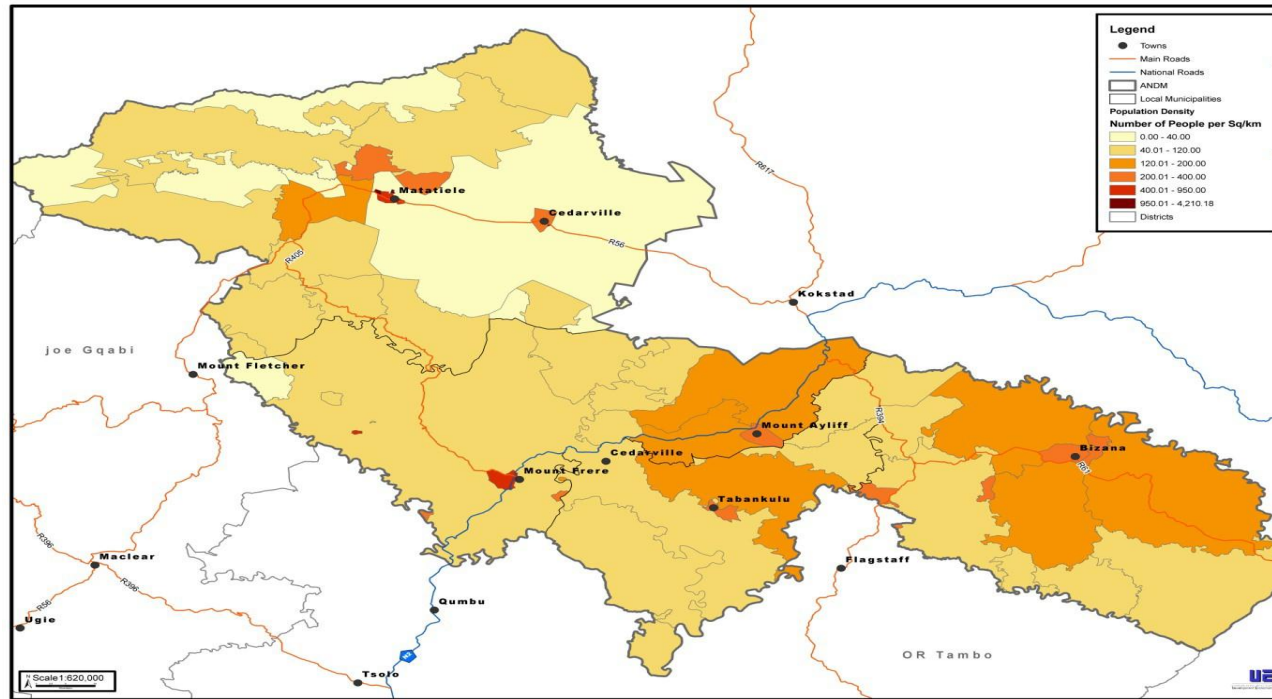 Legend
Towns
Main Roads
National Roads
ANDM
Local Municipalities
Population Density
Number of People per Sq/km
0.00 - 40.00
40.01 - 120.00
120.01 - 200.00
200.01 - 400.00
400.01 - 950.00
950.01 - 4,210.18
Districts
R617
Matatiele
Cedarville
R56
R405
Kokstad
joe Gqabi
Mount Fletcher
R394
Mount Ayliff
Cedarville
Bizana
R61
Mount Frere
Tabankulu
R396
Maclear
R396
Flagstaff
R56
Ugie
Qumbu
N2
OR Tambo
Tsolo
N
Scale1:620,000